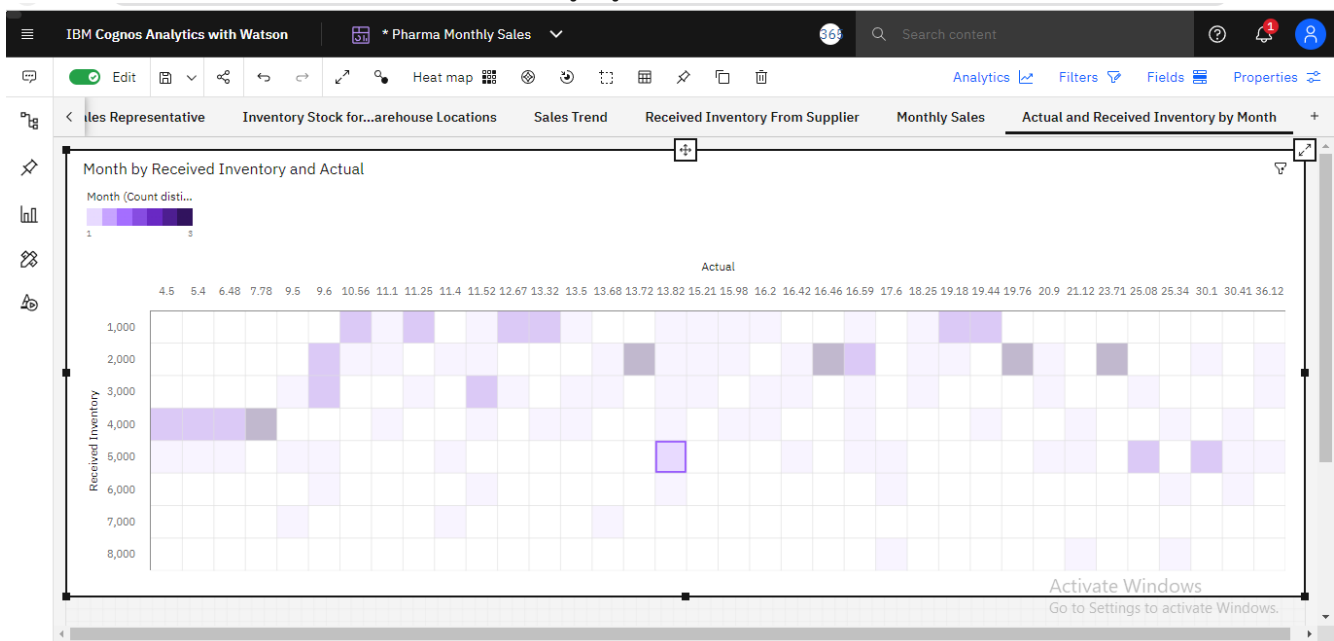 IBM Cognos Analytics with Watson
* Pharma Monthly Sales
Search content
1
Edit
Heat map
Analytics
Filters
Fields
Properties
les Representative
Inventory Stock for...arehouse Locations
Sales Trend
Received Inventory From Supplier
Monthly Sales
Actual and Received Inventory by Month
+
Month by Received Inventory and Actual
Month (Count disti...
1
Actual
4.5 5.4 6.48 7.78 9.5 9.6 10.56 11.1 11.25 11.4 11.52 12.67 13.32 13.5 13.68 13.72 13.82 15.21 15.98 16.2 16.42 16.46 16.59 17.6 18.25 19.18 19.44 19.76 20.9 21.12 23.71 25.08 25.34 30.1 30.41 36.12
Received Inventory
1,000
2,000
3,000
4,000
5,000
6,000
7,000
8,000
Activate Windows
Go to Settings to activate Windows.